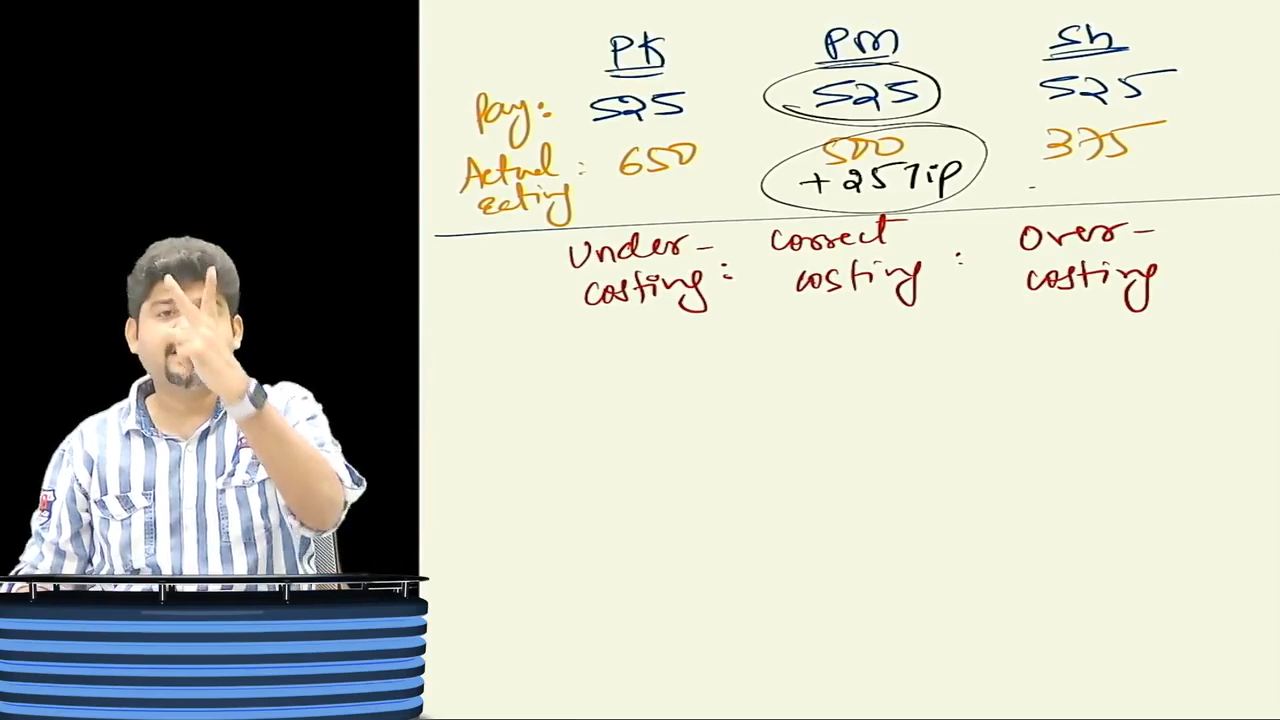 PK PM Sh
Pay: 525 525 525
Actual eating : 650 500 +25 Tip 375
Under-costing : correct costing : Over-costing